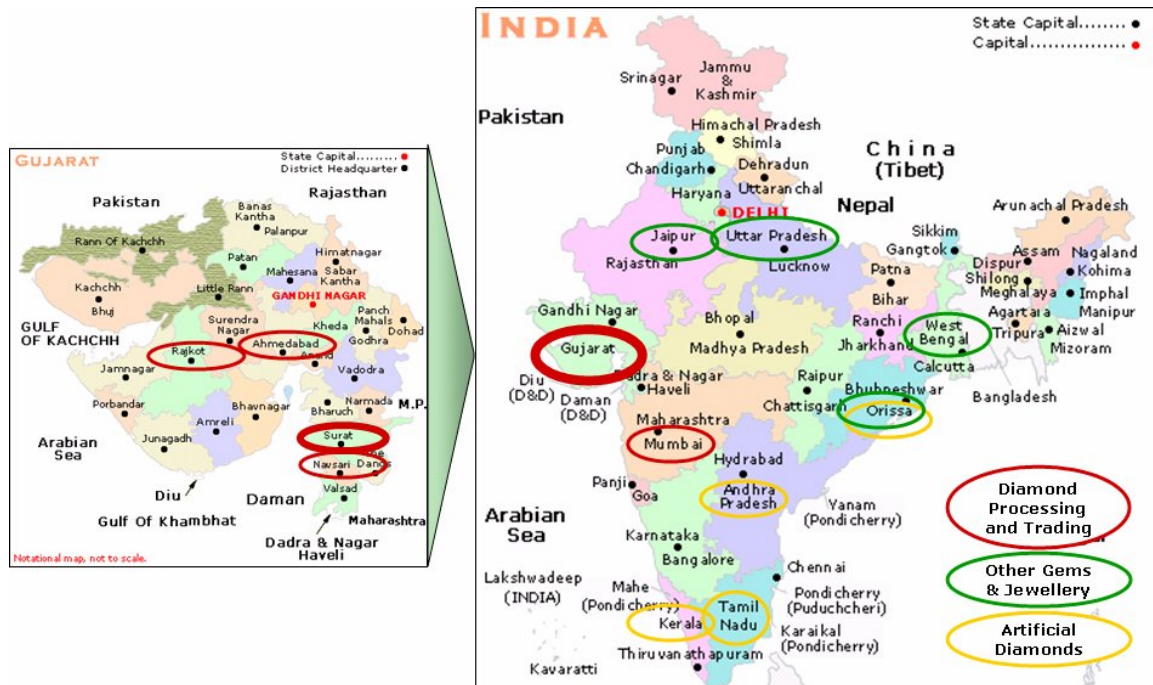 GUJARAT
State Capital.........
District Headquarter
Rajasthan
Pakistan
Banas
Kantha
Palanpur
Rann Of Kachchh
Patan
Mahesana
Himatnagar
Sabar
Kantha
Kachchh
Bhuj
Little Rann
GANDHI NAGAR
GULF
OF KACHCHH
Surendra
Nagar
Kheda
Panch
Mahals
Godhra
Dohad
Rajkot
Ahmedabad
Anand
Jamnagar
Vadodra
Porbandar
Bhavnagar
Narmada
Bharuch
M.P.
Amreli
Junagadh
Surat
Arabian
Sea
Navsari
The
Dangs
Diu
Daman
Valsad
Gulf Of Khambhat
Maharashtra
Dadra & Nagar
Haveli
Notational map, not to scale.
INDIA
State Capital........
Capital................
Srinagar
Jammu
&
Kashmir
Pakistan
Himachal Pradesh
Shimla
Punjab
Chandigarh
Dehradun
Uttaranchal
Haryana
China
(Tibet)
DELHI
Nepal
Arunachal Pradesh
Jaipur
Rajasthan
Uttar Pradesh
Lucknow
Sikkim
Gangtok
Assam
Dispur
Nagaland
Kohima
Shilong
Meghalaya
Imphal
Manipur
Patna
Bihar
Gandhi Nagar
Gujarat
Bhopal
Madhya Pradesh
Ranchi
Jharkhand
West
Bengal
Calcutta
Agartara
Tripura
Aizwal
Mizoram
Diu
(D&D)
Daman
(D&D)
Dadra & Nagar
Haveli
Raipur
Chattisgarh
Bhubneshwar
Orissa
Bangladesh
Maharashtra
Mumbai
Hydrabad
Andhra
Pradesh
Panji
Goa
Yanam
(Pondicherry)
Arabian
Sea
Karnataka
Bangalore
Chennai
Lakshwadeep
(INDIA)
Mahe
(Pondicherry)
Pondicherry
(Puduchcheri)
Kerala
Tamil
Nadu
Karaikal
(Pondicherry)
Thiruvanathapuram
Kavaratti
Diamond
Processing
and Trading
Other Gems
& Jewellery
Artificial
Diamonds